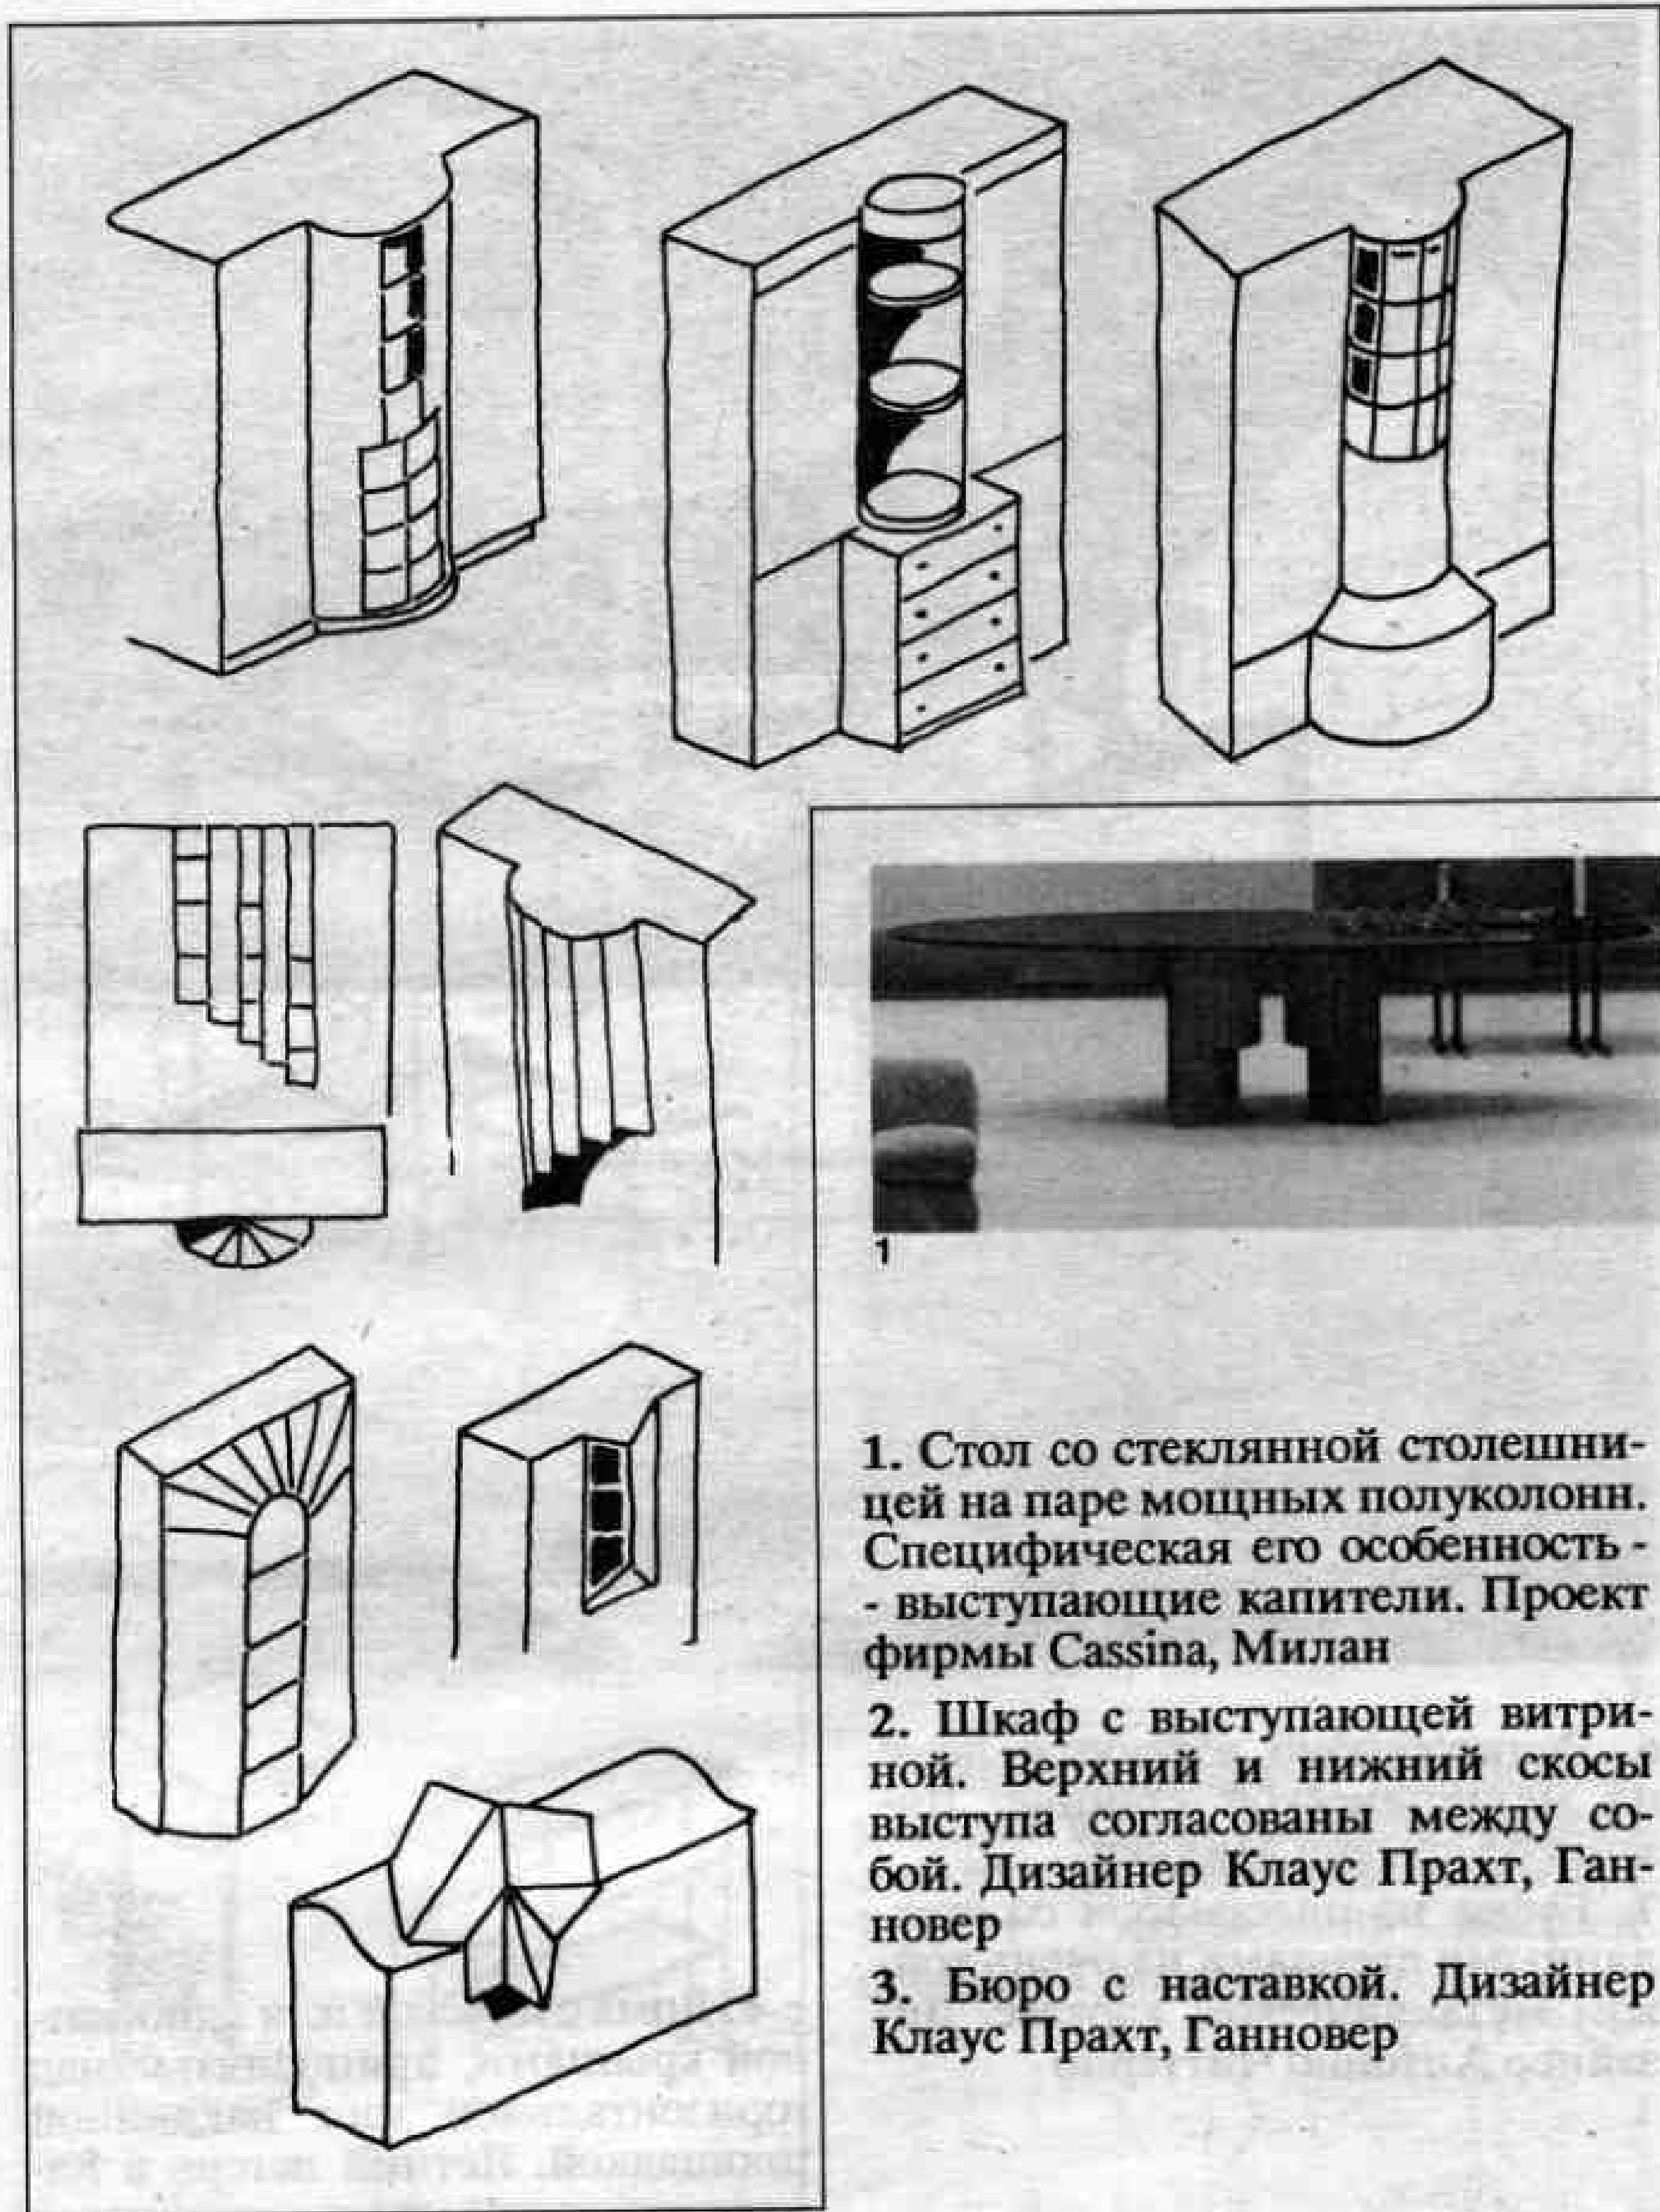 1
1. Стол со стеклянной столешни-
цей на паре мощных полуколонн.
Специфическая его особенность -
- выступающие капители. Проект
фирмы Cassina, Милан
2. Шкаф с выступающей витри-
ной. Верхний и нижний скосы
выступа согласованы между со-
бой. Дизайнер Клаус Прахт, Ган-
новер
3. Бюро с наставкой. Дизайнер
Клаус Прахт, Ганновер